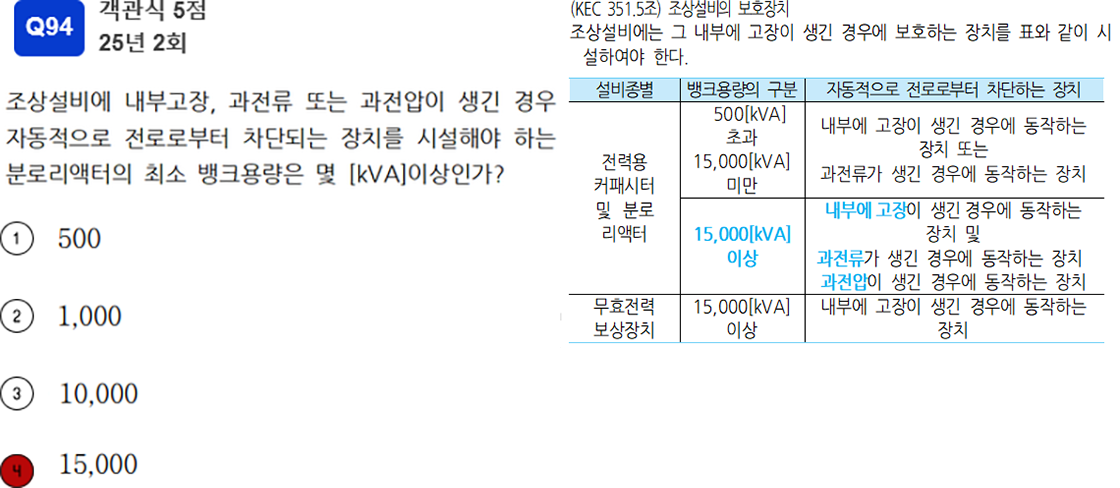 Q94
객관식 5점
25년 2회
조상설비에 내부고장, 과전류 또는 과전압이 생긴 경우
자동적으로 전로로부터 차단되는 장치를 시설해야 하는
분로리액터의 최소 뱅크용량은 몇 [kVA]이상인가?
1 500
2 1,000
3 10,000
4 15,000
(KEC 351.5조) 조상설비의 보호장치
조상설비에는 그 내부에 고장이 생긴 경우에 보호하는 장치를 표와 같이 시
설하여야 한다.
설비종별 뱅크용량의 구분 자동적으로 전로로부터 차단하는 장치
전력용
커패시터
및 분로
리액터
500[kVA]
초과
15,000[kVA]
미만
내부에 고장이 생긴 경우에 동작하는
장치 또는
과전류가 생긴 경우에 동작하는 장치
15,000[kVA]
이상
내부에 고장이 생긴 경우에 동작하는
장치 및
과전류가 생긴 경우에 동작하는 장치
과전압이 생긴 경우에 동작하는 장치
무효전력
보상장치
15,000[kVA]
이상
내부에 고장이 생긴 경우에 동작하는
장치